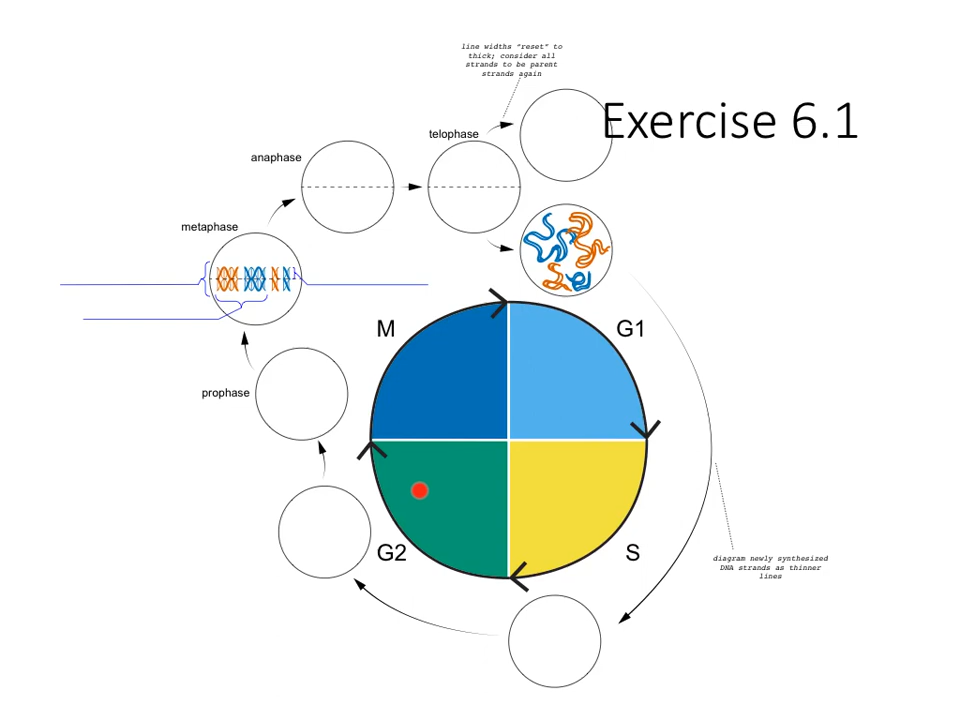 line widths "reset" to
thick; consider all
strands to be parent
strands again
Exercise 6.1
telophase
anaphase
metaphase
M
G1
prophase
G2
S
diagram newly synthesized
DNA strands as thinner
lines